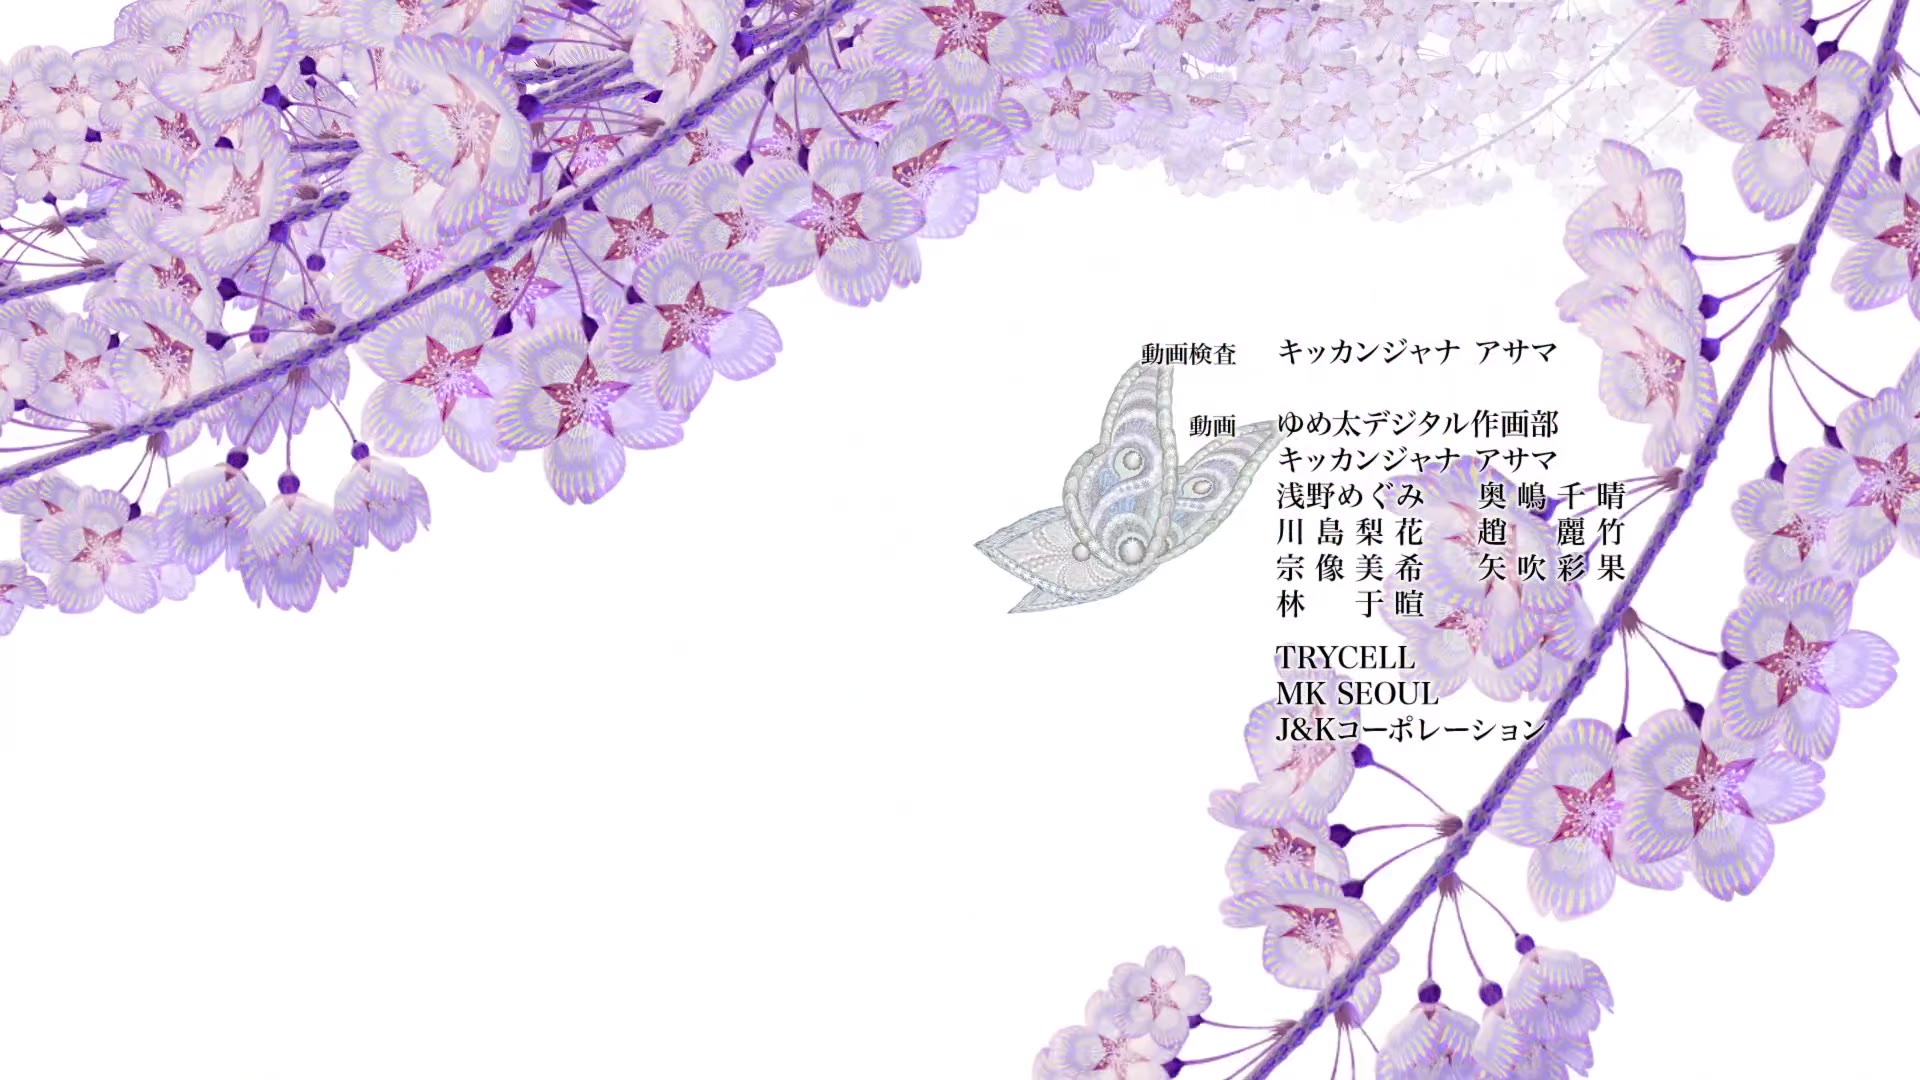 動画検査 キッカンジャナ アサマ
動画 ゆめ太デジタル作画部
キッカンジャナ アサマ
浅野めぐみ 奥嶋千晴
川島梨花 趙 麗竹
宗像美希 矢吹彩果
林 于暄
TRYCELL
MK SEOUL
J&Kコーポレーション